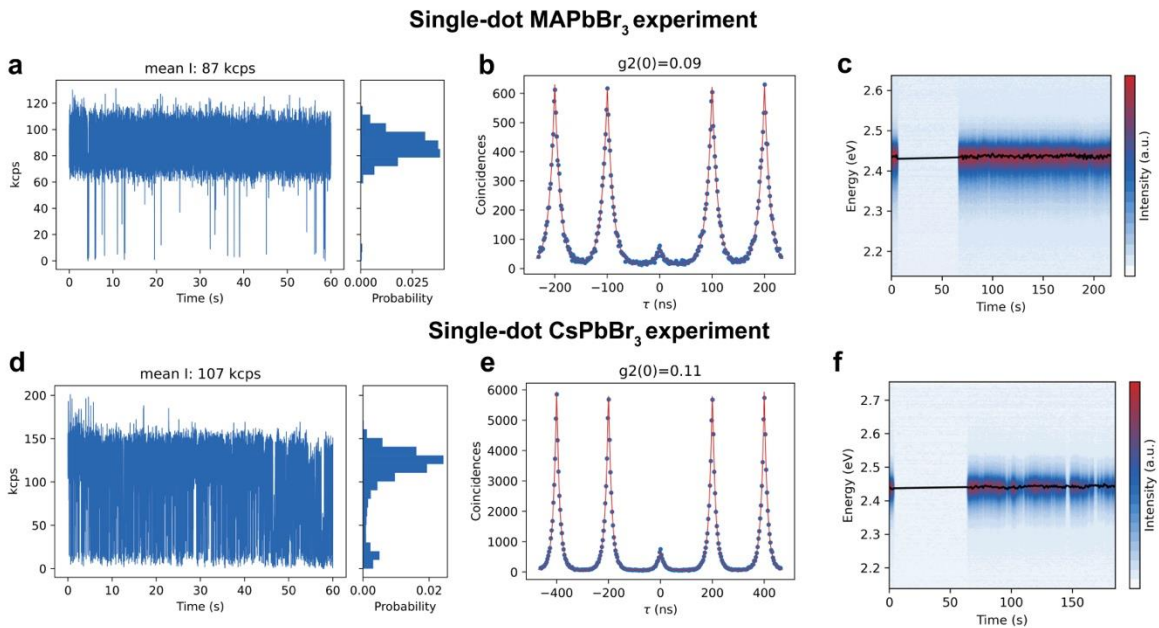 Single-dot MAPbBr₃ experiment
a
mean I: 87 kcps
kcps
120
100
80
60
40
20
0
0 10 20 30 40 50 60
Time (s)
0.000 0.025
Probability
b
g2(0)=0.09
Coincidences
600
500
400
300
200
100
0
−200 −100 0 100 200
τ (ns)
c
Energy (eV)
2.6
2.5
2.4
2.3
2.2
0 50 100 150 200
Time (s)
Intensity (a.u.)
Single-dot CsPbBr₃ experiment
d
mean I: 107 kcps
kcps
200
150
100
50
0
0 10 20 30 40 50 60
Time (s)
0.00 0.02
Probability
e
g2(0)=0.11
Coincidences
6000
5000
4000
3000
2000
1000
0
−400 −200 0 200 400
τ (ns)
f
Energy (eV)
2.7
2.6
2.5
2.4
2.3
2.2
0 50 100 150
Time (s)
Intensity (a.u.)